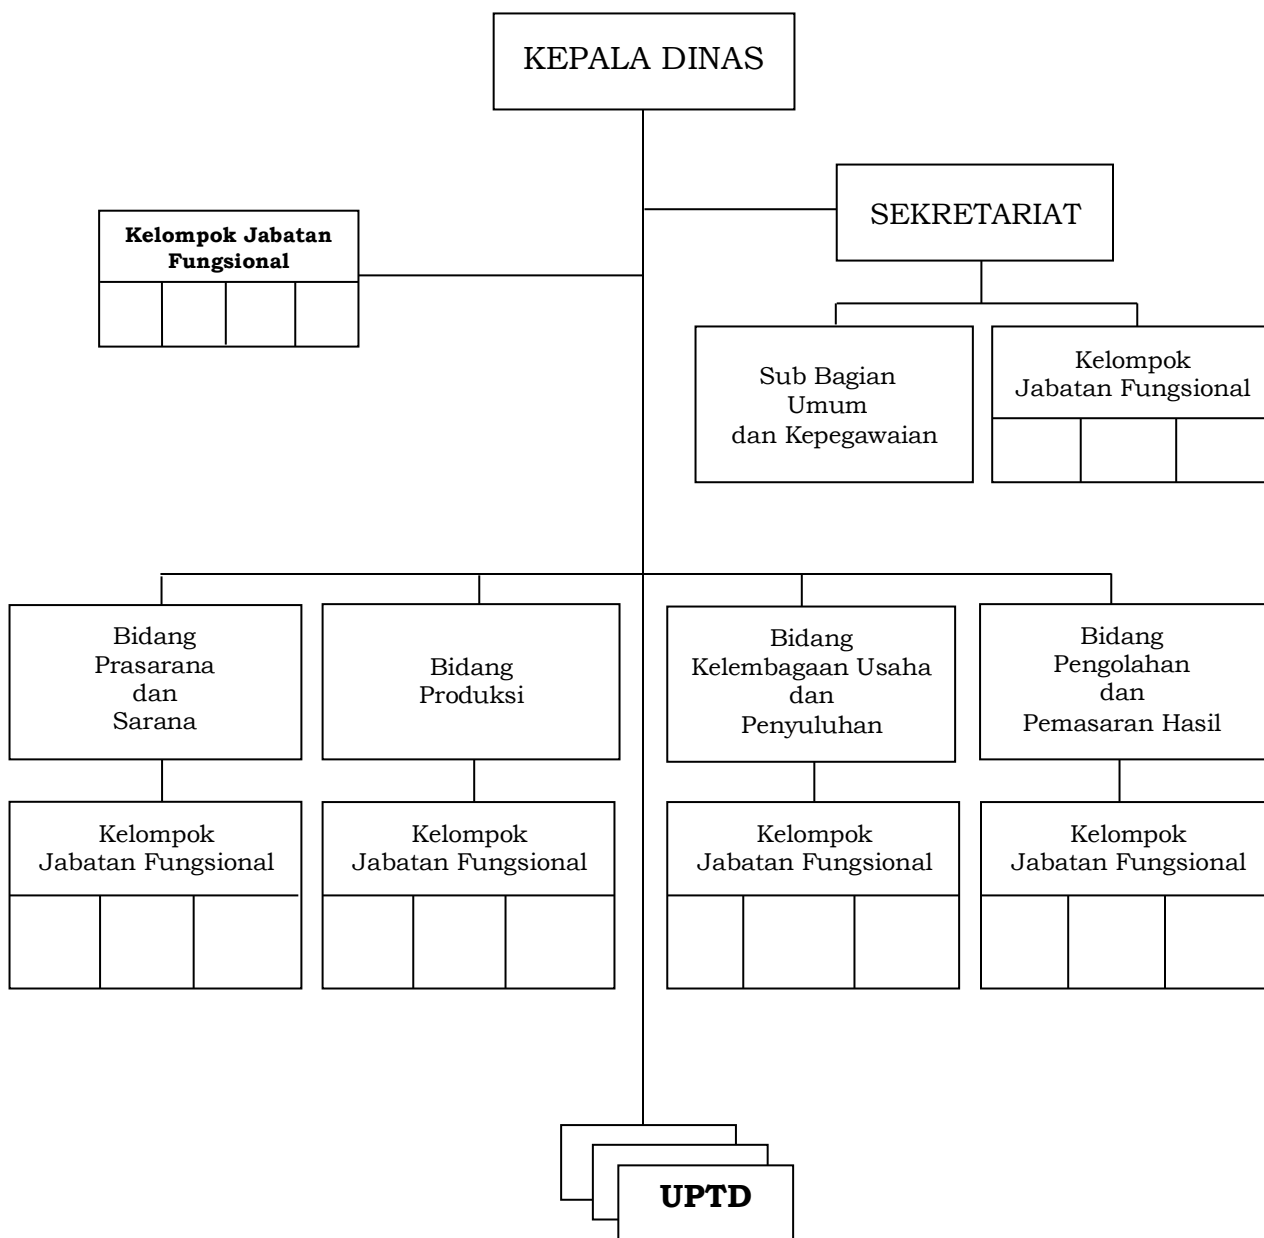 KEPALA DINAS
SEKRETARIAT
Kelompok Jabatan
Fungsional
Sub Bagian
Umum
dan Kepegawaian
Kelompok
Jabatan Fungsional
Bidang
Prasarana
dan
Sarana
Bidang
Produksi
Bidang
Kelembagaan Usaha
dan
Penyuluhan
Bidang
Pengolahan
dan
Pemasaran Hasil
Kelompok
Jabatan Fungsional
Kelompok
Jabatan Fungsional
Kelompok
Jabatan Fungsional
Kelompok
Jabatan Fungsional
UPTD